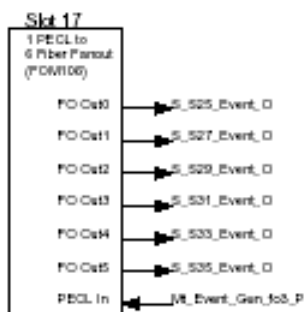 Slot 17
1 PECL to
6 Fiber Fanout
(FOM106)
FO Out0 S_S25_Event_O
FO Out1 S_S27_Event_O
FO Out2 S_S29_Event_O
FO Out3 S_S31_Event_O
FO Out4 S_S33_Event_O
FO Out5 S_S35_Event_O
PECL In Mt_Event_Gen_fo3_P